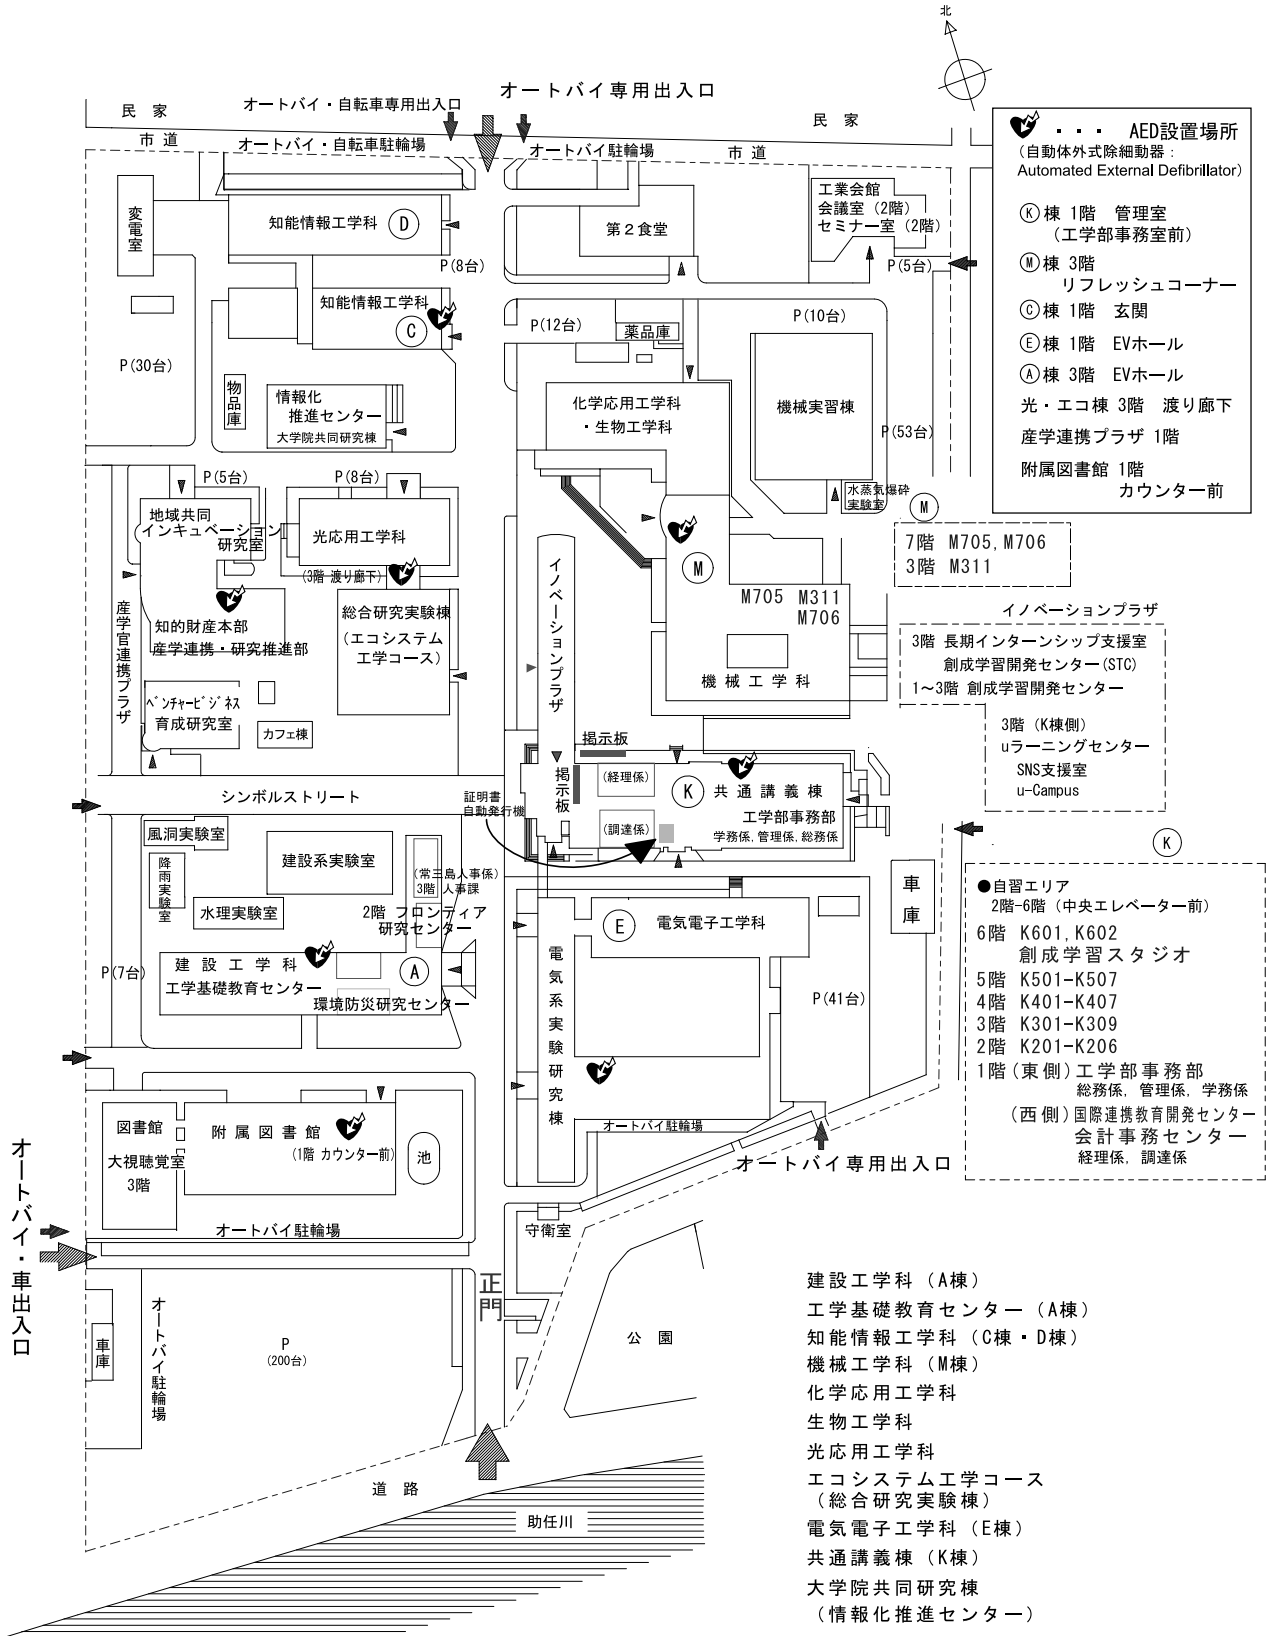 北
オートバイ専用出入口
オートバイ・自転車専用出入口
民 家
民 家
市 道
オートバイ・自転車駐輪場
オートバイ駐輪場
市 道
変電室
知能情報工学科 D
第2食堂
工業会館
会議室(2階)
セミナー室(2階)
P(8台)
P(5台)
知能情報工学科
C
P(12台)
薬品庫
P(10台)
P(30台)
物品庫
情報化
推進センター
大学院共同研究棟
化学応用工学科
・生物工学科
機械実習棟
P(53台)
P(5台)
P(8台)
水蒸気爆砕
実験室
地域共同
インキュベーション
研究室
光応用工学科
(3階 渡り廊下)
イノベーションプラザ
M
M705 M311
M706
機械工学科
産学官連携プラザ
知的財産本部
産学連携・研究推進部
総合研究実験棟
(エコシステム
工学コース)
ベンチャービジネス
育成研究室
カフェ棟
掲示板
掲示板
(経理係)
K 共通講義棟
工学部事務部
学務係,管理係,総務係
(調達係)
シンボルストリート
証明書
自動発行機
風洞実験室
降雨実験室
建設系実験室
水理実験室
(常三島人事係)
3階 人事課
2階 フロンティア
研究センター
車庫
E 電気電子工学科
電気系実験研究棟
P(7台)
建設工学科
A
工学基礎教育センター
環境防災研究センター
P(41台)
図書館
大視聴覚室
3階
附属図書館
(1階 カウンター前)
池
オートバイ駐輪場
オートバイ専用出入口
オートバイ駐輪場
守衛室
オートバイ・車出入口
正門
車庫
オートバイ駐輪場
P
(200台)
公 園
道 路
助任川
・・・ AED設置場所
(自動体外式除細動器:
Automated External Defibrillator)
K棟 1階 管理室
(工学部事務室前)
M棟 3階
リフレッシュコーナー
C棟 1階 玄関
E棟 1階 EVホール
A棟 3階 EVホール
光・エコ棟 3階 渡り廊下
産学連携プラザ 1階
附属図書館 1階
カウンター前
M
7階 M705,M706
3階 M311
イノベーションプラザ
3階 長期インターンシップ支援室
創成学習開発センター(STC)
1〜3階 創成学習開発センター
3階(K棟側)
uラーニングセンター
SNS支援室
u-Campus
K
●自習エリア
2階-6階(中央エレベーター前)
6階 K601,K602
創成学習スタジオ
5階 K501-K507
4階 K401-K407
3階 K301-K309
2階 K201-K206
1階(東側)工学部事務部
総務係,管理係,学務係
(西側)国際連携教育開発センター
会計事務センター
経理係,調達係
建設工学科(A棟)
工学基礎教育センター(A棟)
知能情報工学科(C棟・D棟)
機械工学科(M棟)
化学応用工学科
生物工学科
光応用工学科
エコシステム工学コース
(総合研究実験棟)
電気電子工学科(E棟)
共通講義棟(K棟)
大学院共同研究棟
(情報化推進センター)